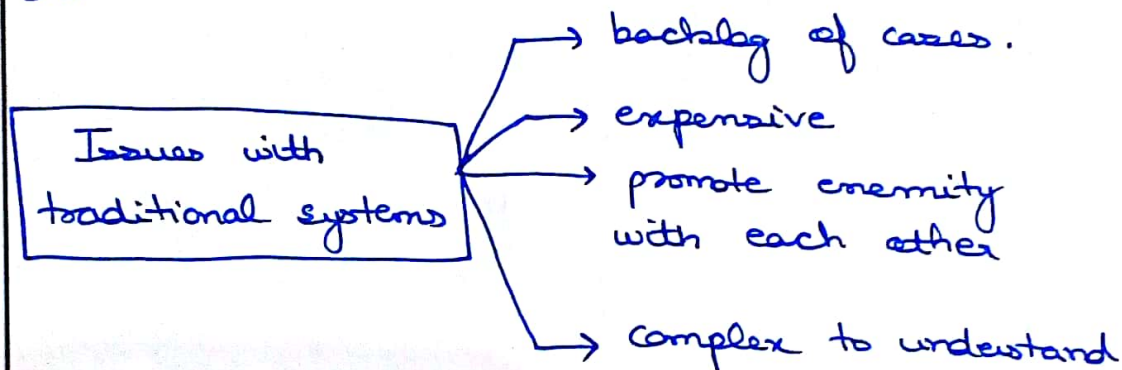 backlog of cases.
Issues with
traditional systems
expensive
promote enemity
with each other
complex to understand